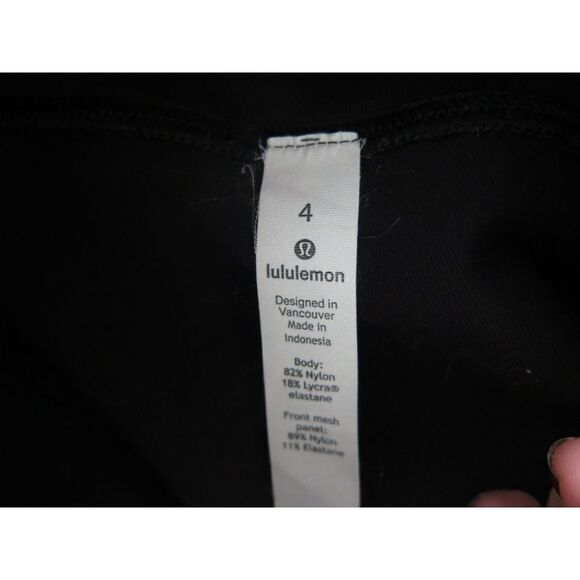 4
lululemon
Designed in
Vancouver
Made in
Indonesia
Body:
82% Nylon
18% Lycra®
elastane
Front mesh
panel:
89% Nylon
11% Elastane